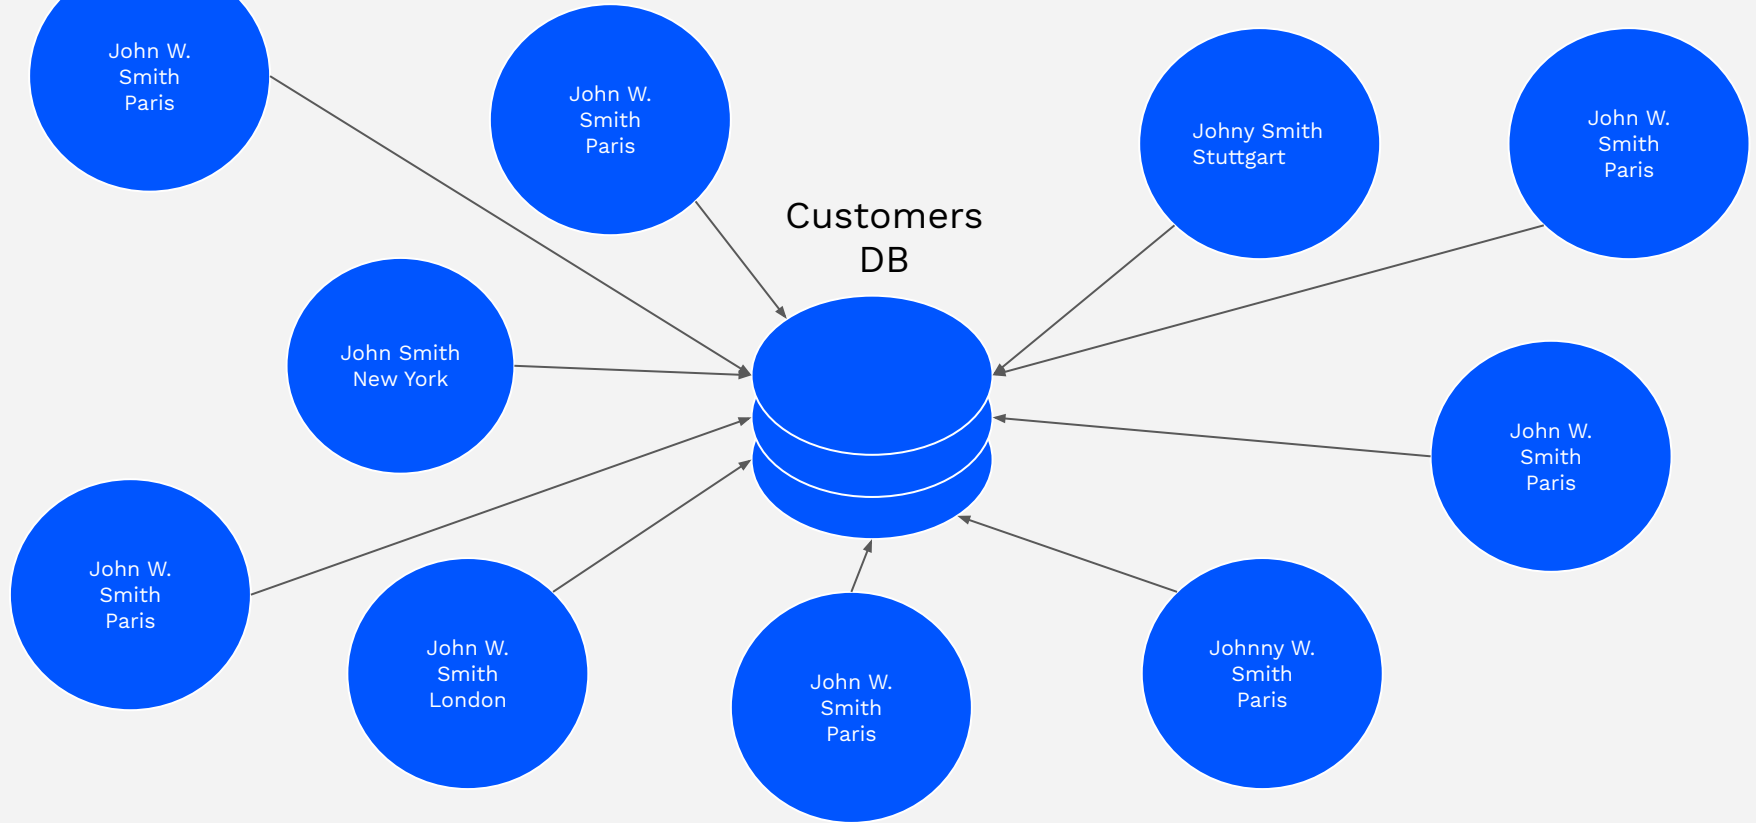 John W.
Smith
Paris
John W.
Smith
Paris
Johny Smith
Stuttgart
John W.
Smith
Paris
Customers
DB
John Smith
New York
John W.
Smith
Paris
John W.
Smith
Paris
John W.
Smith
London
John W.
Smith
Paris
Johnny W.
Smith
Paris